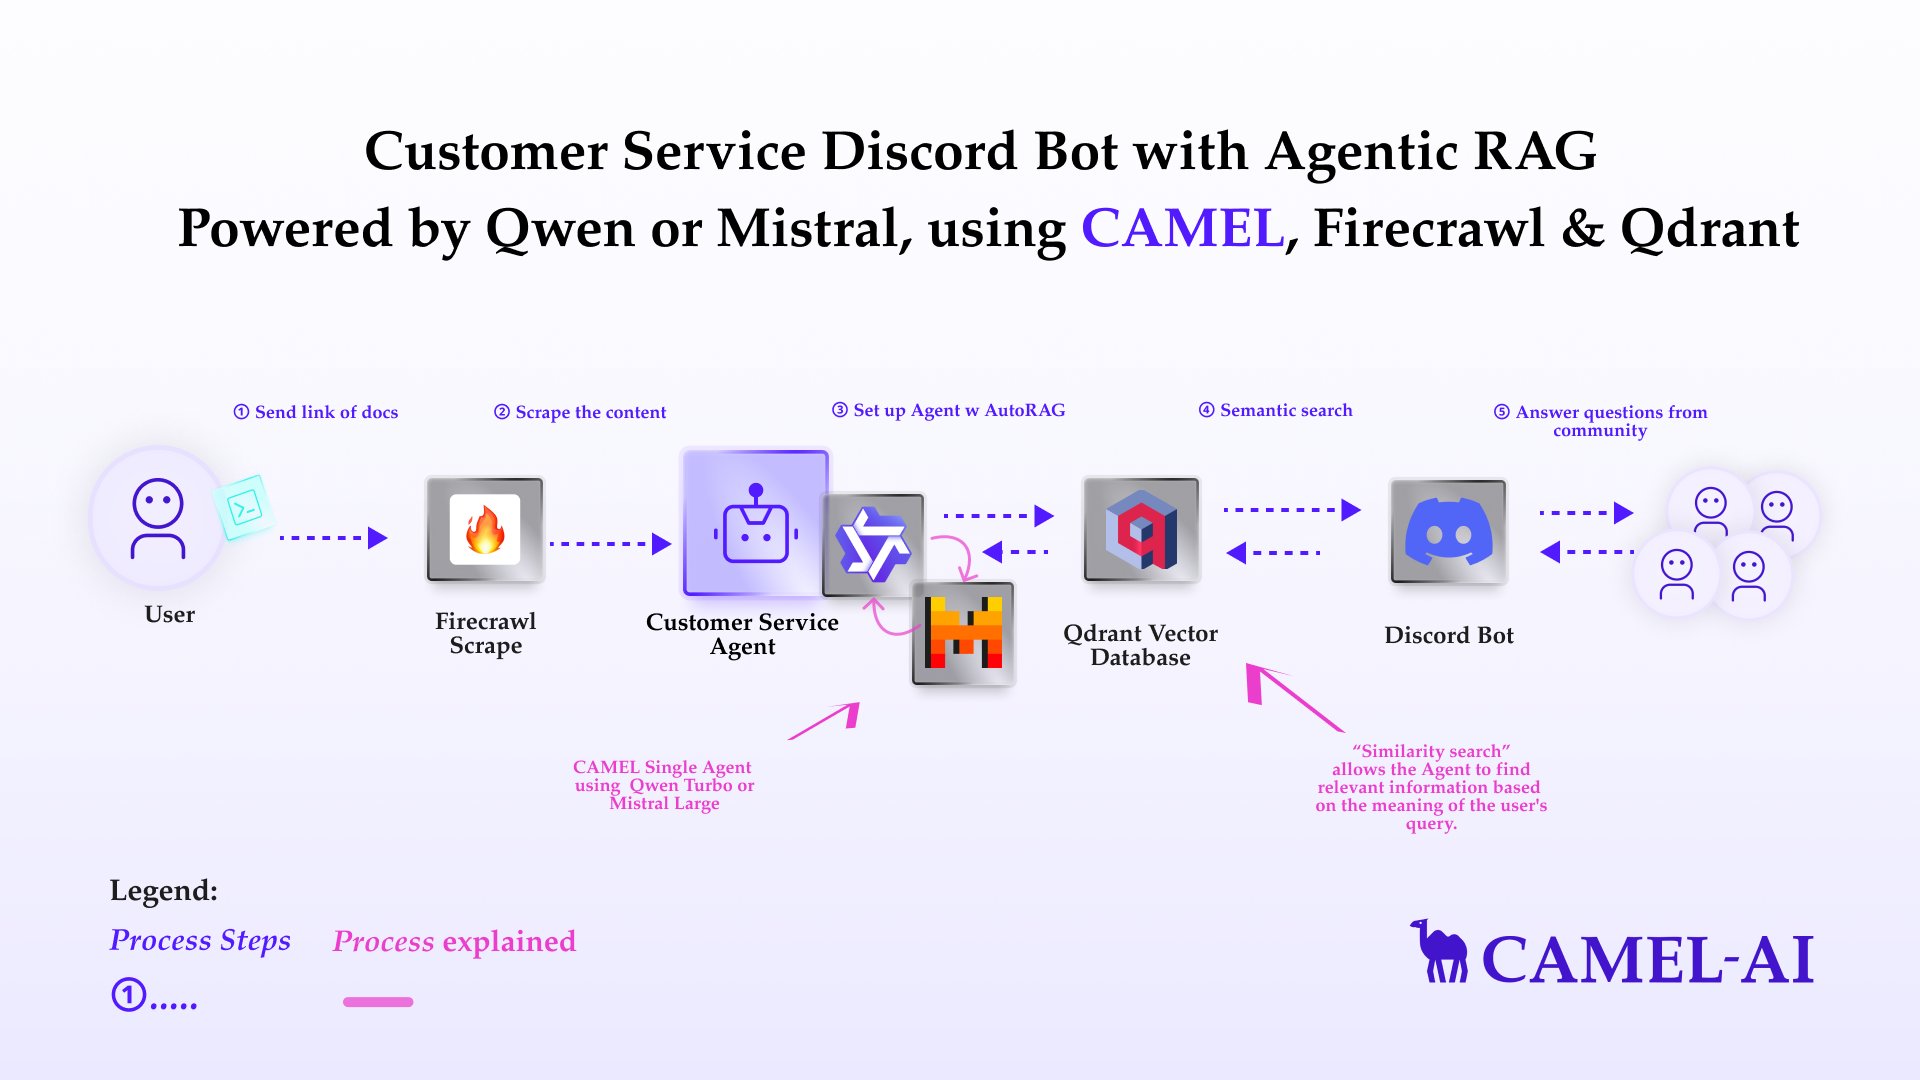 Customer Service Discord Bot with Agentic RAG
Powered by Qwen or Mistral, using CAMEL, Firecrawl & Qdrant
① Send link of docs
② Scrape the content
③ Set up Agent w AutoRAG
④ Semantic search
⑤ Answer questions from
community
User
Firecrawl
Scrape
Customer Service
Agent
Qdrant Vector
Database
Discord Bot
CAMEL Single Agent
using Qwen Turbo or
Mistral Large
“Similarity search”
allows the Agent to find
relevant information based
on the meaning of the user's
query.
Legend:
Process Steps
Process explained
①.....
CAMEL-AI